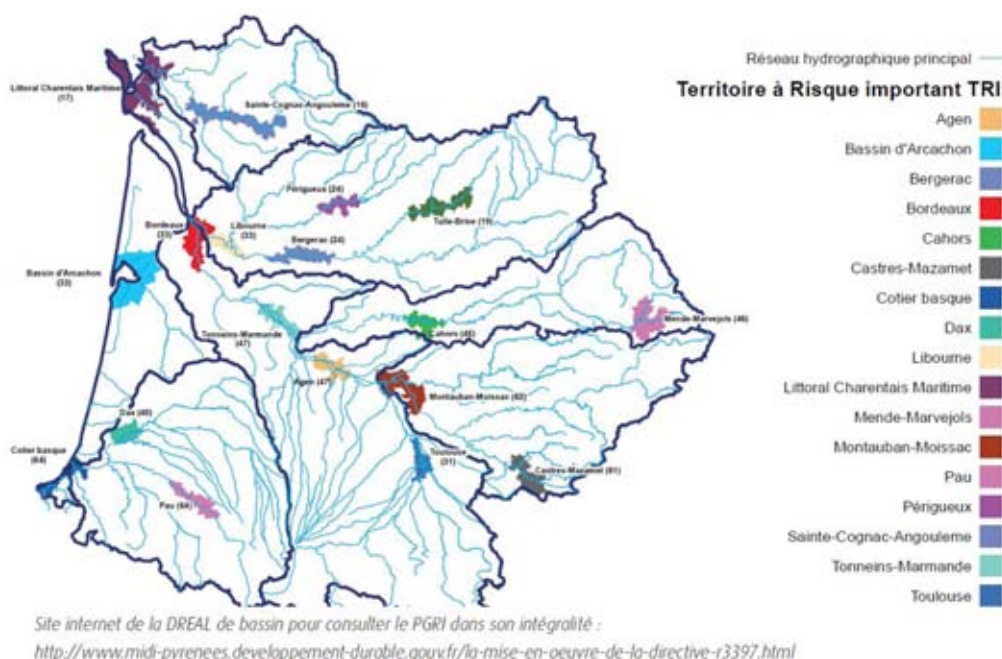 Réseau hydrographique principal
Territoire à Risque important TRI
Agen
Bassin d'Arcachon
Bergerac
Bordeaux
Cahors
Castres-Mazamet
Cotier basque
Dax
Libourne
Littoral Charentais Maritime
Mende-Marvejols
Montauban-Moissac
Pau
Périgueux
Sainte-Cognac-Angouleme
Tonneins-Marmande
Toulouse
Littoral Charentais Maritime
(17)
Sainte-Cognac-Angouleme (16)
Périgueux (24)
Tulle-Brive (19)
Bordeaux
(33)
Libourne
(33)
Bergerac (24)
Bassin d'Arcachon
(33)
Tonneins-Marmande
(47)
Cahors (46)
Mende-Marvejols (48)
Agen (47)
Montauban-Moissac (82)
Dax (40)
Cotier basque
(64)
Toulouse
(31)
Castres-Mazamet (81)
Pau (64)
Site internet de la DREAL de bassin pour consulter le PGRI dans son intégralité :
http://www.midi-pyrenees.developpement-durable.gouv.fr/la-mise-en-oeuvre-de-la-directive-r3397.html